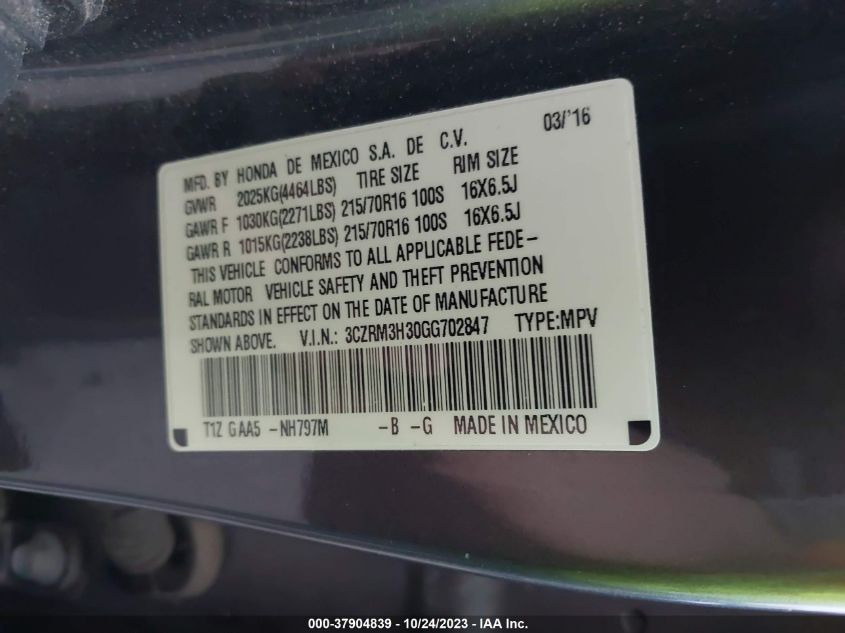 03/'16
MFD. BY HONDA DE MEXICO S.A. DE C.V.
GVWR 2025KG(4464LBS) TIRE SIZE RIM SIZE
GAWR F 1030KG(2271LBS) 215/70R16 100S 16X6.5J
GAWR R 1015KG(2238LBS) 215/70R16 100S 16X6.5J
THIS VEHICLE CONFORMS TO ALL APPLICABLE FEDE-
RAL MOTOR VEHICLE SAFETY AND THEFT PREVENTION
STANDARDS IN EFFECT ON THE DATE OF MANUFACTURE
SHOWN ABOVE. V.I.N.: 3CZRM3H30GG702847 TYPE:MPV
T1Z GAA5 -NH797M -B -G MADE IN MEXICO
000-37904839 - 10/24/2023 - IAA Inc.